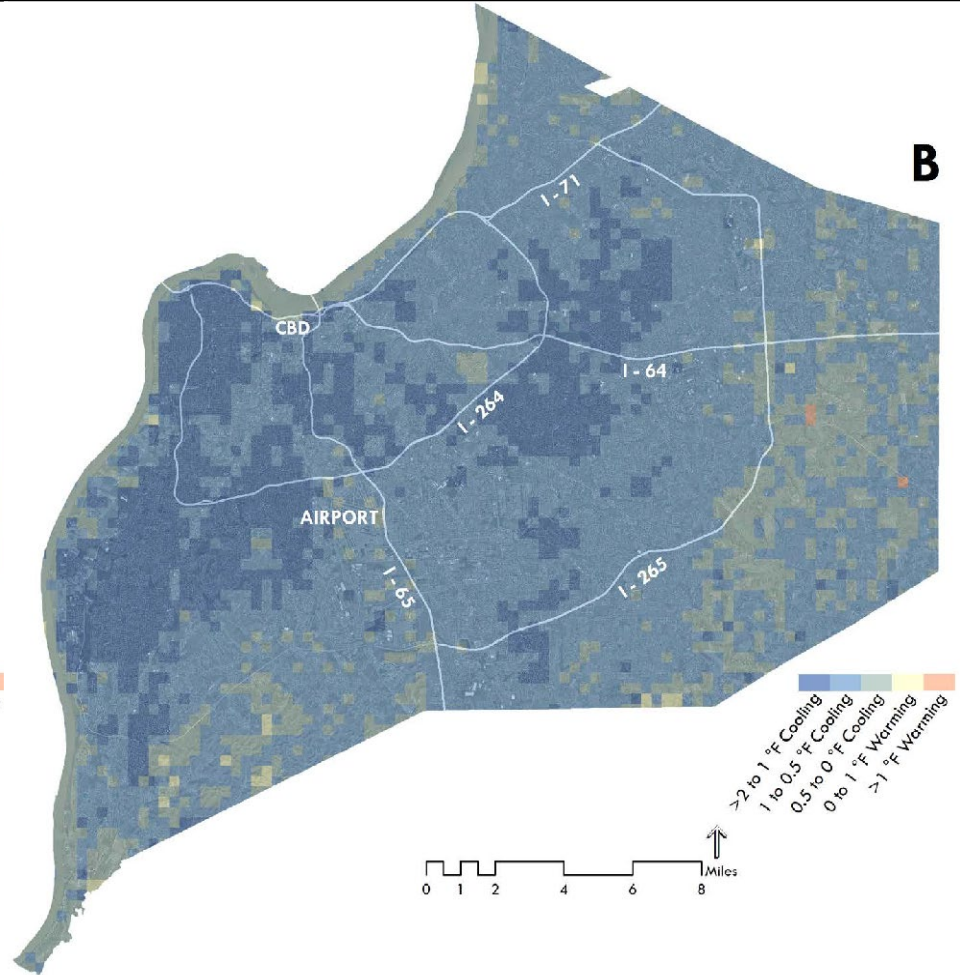 B
I - 71
CBD
I - 64
I - 264
AIRPORT
I - 65
I - 265
>2 to 1 °F Cooling
1 to 0.5 °F Cooling
0.5 to 0 °F Cooling
0 to 1 °F Warming
>1 °F Warming
Miles
0 1 2 4 6 8